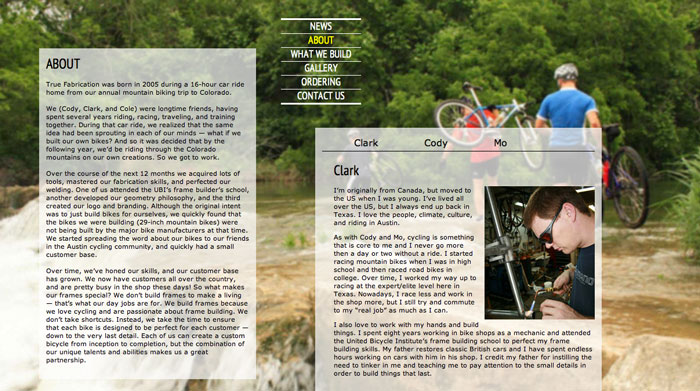 NEWS
ABOUT
WHAT WE BUILD
GALLERY
ORDERING
CONTACT US
ABOUT
True Fabrication was born in 2005 during a 16-hour car ride
home from our annual mountain biking trip to Colorado.
We (Cody, Clark, and Cole) were longtime friends, having
spent several years riding, racing, traveling, and training
together. During that car ride, we realized that the same
idea had been sprouting in each of our minds — what if we
built our own bikes? And so it was decided that by the
following year, we'd be riding through the Colorado
mountains on our own creations. So we got to work.
Over the course of the next 12 months we acquired lots of
tools, mastered our fabrication skills, and perfected our
welding. One of us attended the UBI's frame builder's school,
another developed our geometry philosophy, and the third
created our logo and branding. Although the original intent
was to just build bikes for ourselves, we quickly found that
the bikes we were building (29-inch mountain bikes) were
not being built by the major bike manufacturers at that time.
We started spreading the word about our bikes to our friends
in the Austin cycling community, and quickly had a small
customer base.
Over time, we've honed our skills, and our customer base
has grown. We now have customers all over the country,
and are pretty busy in the shop these days! So what makes
our frames special? We don't build frames to make a living
— that's what our day jobs are for. We build frames because
we love cycling and are passionate about frame building. We
don't take shortcuts. Instead, we take the time to ensure
that each bike is designed to be perfect for each customer —
down to the very last detail. Each of us can create a custom
bicycle from inception to completion, but the combination of
our unique talents and abilities makes us a great
partnership.
Clark Cody Mo
Clark
I'm originally from Canada, but moved to
the US when I was young. I've lived all
over the US, but I always end up back in
Texas. I love the people, climate, culture,
and riding in Austin.
As with Cody and Mo, cycling is something
that is core to me and I never go more
then a day or two without a ride. I started
racing mountain bikes when I was in high
school and then raced road bikes in
college. Over time, I worked my way up to
racing at the expert/elite level here in
Texas. Nowadays, I race less and work in
the shop more, but I still try and commute
to my "real job" as much as I can.
I also love to work with my hands and build
things. I spent eight years working in bike shops as a mechanic and attended
the United Bicycle Institute's frame building school to perfect my frame
building skills. My father restores classic British cars and I have spent endless
hours working on cars with him in his shop. I credit my father for instilling the
need to tinker in me and teaching me to pay attention to the small details in
order to build things that last.